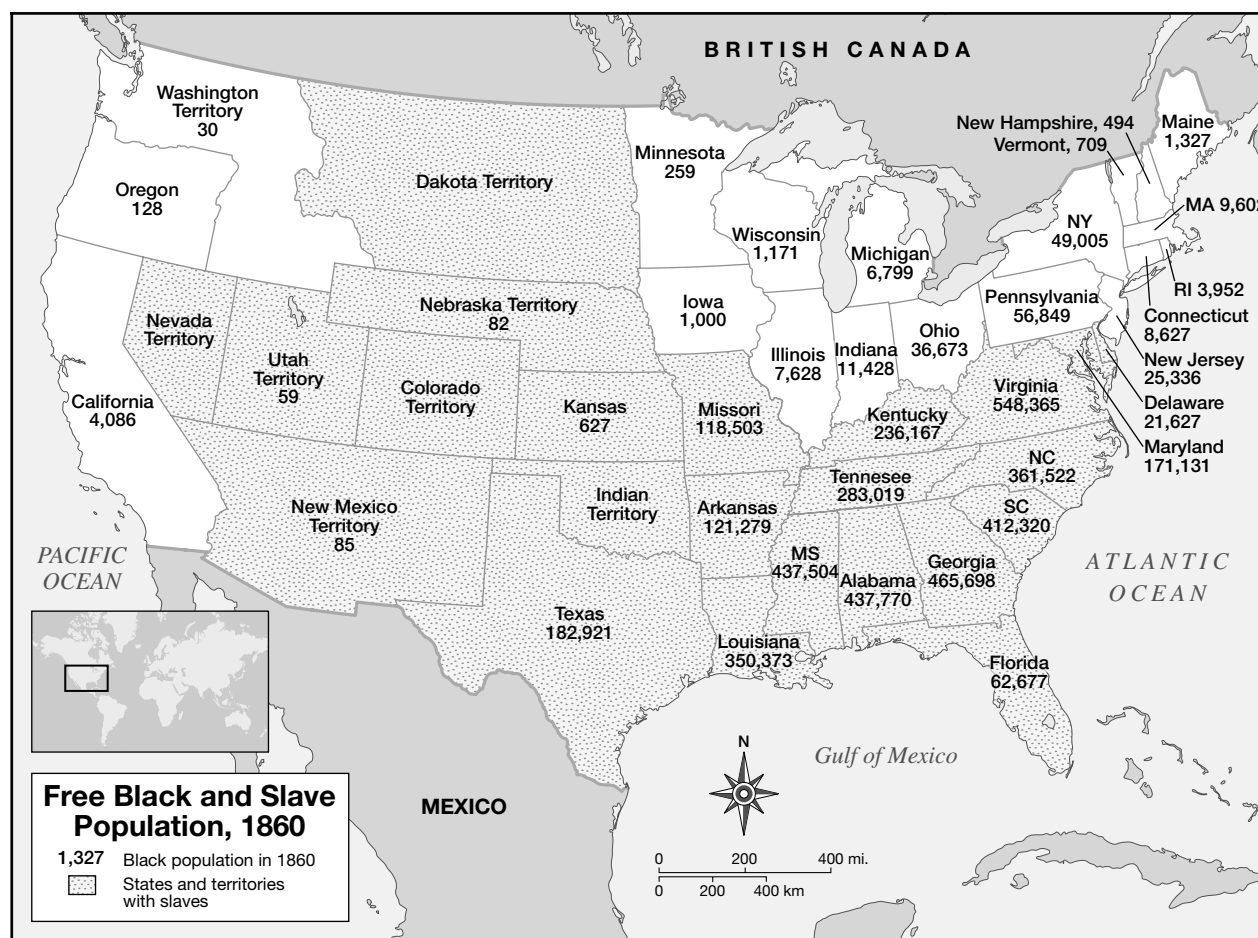 BRITISH CANADA
Washington
Territory
30
Oregon
128
Dakota Territory
Minnesota
259
New Hampshire, 494
Vermont, 709
Maine
1,327
MA 9,602
NY
49,005
Wisconsin
1,171
Michigan
6,799
RI 3,952
Connecticut
8,627
New Jersey
25,336
Delaware
21,627
Maryland
171,131
Pennsylvania
56,849
Iowa
1,000
Ohio
36,673
Illinois
7,628
Indiana
11,428
Nebraska Territory
82
Nevada
Territory
Utah
Territory
59
Colorado
Territory
California
4,086
Kansas
627
Missori
118,503
Kentucky
236,167
Virginia
548,365
NC
361,522
Tennesee
283,019
SC
412,320
New Mexico
Territory
85
Indian
Territory
Arkansas
121,279
MS
437,504
Alabama
437,770
Georgia
465,698
PACIFIC
OCEAN
ATLANTIC
OCEAN
Texas
182,921
Louisiana
350,373
Florida
62,677
Gulf of Mexico
MEXICO
N
0 200 400 mi.
0 200 400 km
Free Black and Slave
Population, 1860
1,327 Black population in 1860
States and territories
with slaves